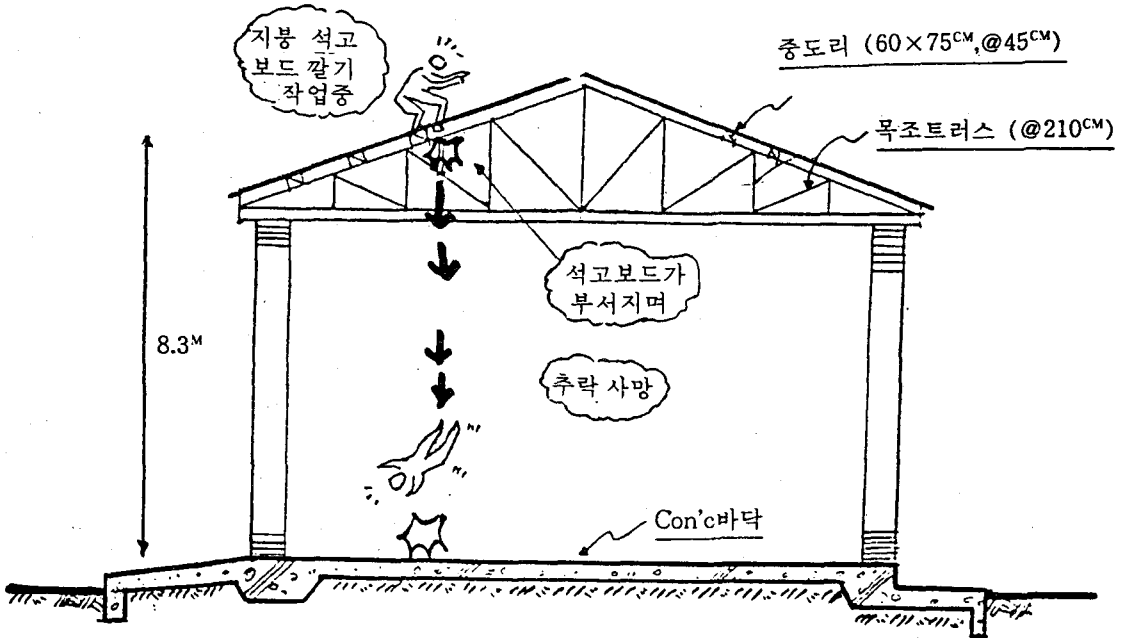 지붕 석고
보드 깔기
작업중
중도리 (60×75CM,@45CM)
목조트러스 (@210CM)
석고보드가
부서지며
8.3M
추락 사망
Con'c바닥